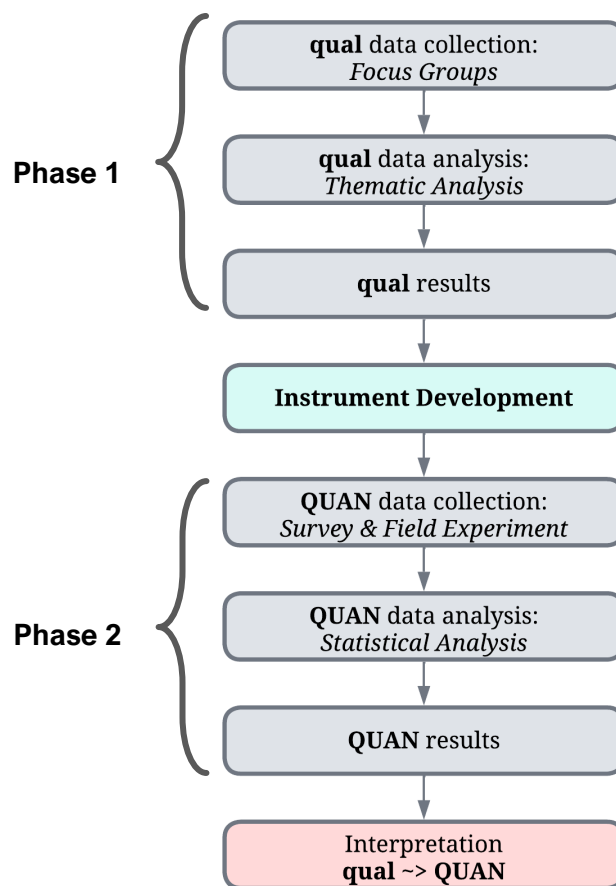 qual data collection:
Focus Groups
Phase 1
qual data analysis:
Thematic Analysis
qual results
Instrument Development
QUAN data collection:
Survey & Field Experiment
Phase 2
QUAN data analysis:
Statistical Analysis
QUAN results
Interpretation
qual ~> QUAN